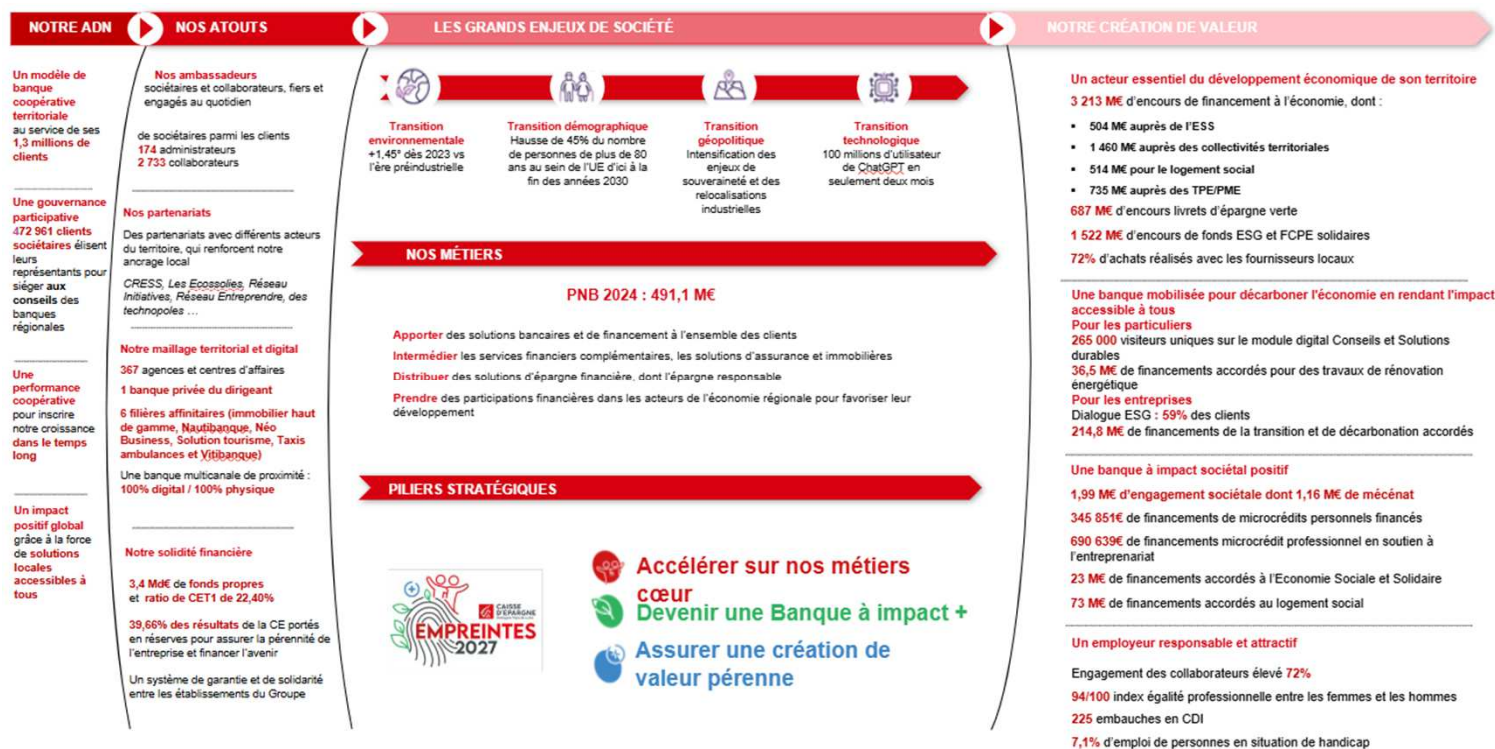 NOTRE ADN
NOS ATOUTS
LES GRANDS ENJEUX DE SOCIÉTÉ
NOTRE CRÉATION DE VALEUR
Un modèle de
banque
coopérative
territoriale
au service de ses
1,3 millions de
clients
Une gouvernance
participative
472 961 clients
sociétaires élisent
leurs
représentants pour
siéger aux
conseils des
banques
régionales
Une
performance
coopérative
pour inscrire
notre croissance
dans le temps
long
Un impact
positif global
grâce à la force
de solutions
locales
accessibles à
tous
Nos ambassadeurs
sociétaires et collaborateurs, fiers et
engagés au quotidien
de sociétaires parmi les clients
174 administrateurs
2 733 collaborateurs
Nos partenariats
Des partenariats avec différents acteurs
du territoire, qui renforcent notre
ancrage local
CRESS, Les Ecossolies, Réseau
Initiatives, Réseau Entreprendre, des
technopoles …
Notre maillage territorial et digital
367 agences et centres d'affaires
1 banque privée du dirigeant
6 filières affinitaires (immobilier haut
de gamme, Nautibanque, Néo
Business, Solution tourisme, Taxis
ambulances et Vitibanque)
Une banque multicanale de proximité :
100% digital / 100% physique
Notre solidité financière
3,4 Md€ de fonds propres
et ratio de CET1 de 22,40%
39,66% des résultats de la CE portés
en réserves pour assurer la pérennité de
l'entreprise et financer l'avenir
Un système de garantie et de solidarité
entre les établissements du Groupe
Transition
environnementale
+1,45° dès 2023 vs
l'ère préindustrielle
Transition démographique
Hausse de 45% du nombre
de personnes de plus de 80
ans au sein de l'UE d'ici à la
fin des années 2030
Transition
géopolitique
Intensification des
enjeux de
souveraineté et des
relocalisations
industrielles
Transition
technologique
100 millions d'utilisateur
de ChatGPT en
seulement deux mois
NOS MÉTIERS
PNB 2024 : 491,1 M€
Apporter des solutions bancaires et de financement à l'ensemble des clients
Intermédier les services financiers complémentaires, les solutions d'assurance et immobilières
Distribuer des solutions d'épargne financière, dont l'épargne responsable
Prendre des participations financières dans les acteurs de l'économie régionale pour favoriser leur
développement
PILIERS STRATÉGIQUES
CAISSE
D'EPARGNE
EMPREINTES
2027
Accélérer sur nos métiers
cœur
Devenir une Banque à impact +
Assurer une création de
valeur pérenne
Un acteur essentiel du développement économique de son territoire
3 213 M€ d'encours de financement à l'économie, dont :
▪ 504 M€ auprès de l'ESS
▪ 1 460 M€ auprès des collectivités territoriales
▪ 514 M€ pour le logement social
▪ 735 M€ auprès des TPE/PME
687 M€ d'encours livrets d'épargne verte
1 522 M€ d'encours de fonds ESG et FCPE solidaires
72% d'achats réalisés avec les fournisseurs locaux
Une banque mobilisée pour décarboner l'économie en rendant l'impact
accessible à tous
Pour les particuliers
265 000 visiteurs uniques sur le module digital Conseils et Solutions
durables
36,5 M€ de financements accordés pour des travaux de rénovation
énergétique
Pour les entreprises
Dialogue ESG : 59% des clients
214,8 M€ de financements de la transition et de décarbonation accordés
Une banque à impact sociétal positif
1,99 M€ d'engagement sociétale dont 1,16 M€ de mécénat
345 851€ de financements de microcrédits personnels financés
690 639€ de financements microcrédit professionnel en soutien à
l'entreprenariat
23 M€ de financements accordés à l'Economie Sociale et Solidaire
73 M€ de financements accordés au logement social
Un employeur responsable et attractif
Engagement des collaborateurs élevé 72%
94/100 index égalité professionnelle entre les femmes et les hommes
225 embauches en CDI
7,1% d'emploi de personnes en situation de handicap